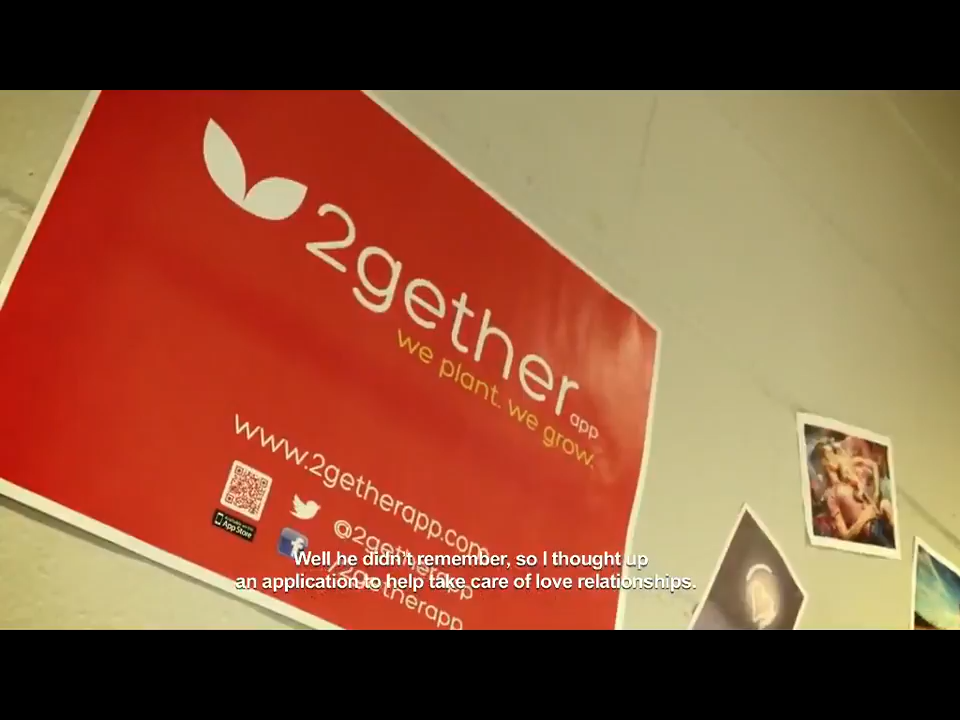 2gether
app
we plant. we grow.
www.2getherapp.com
@2getherapp
/2getherapp
App Store
Well he didn't remember, so I thought up
an application to help take care of love relationships.